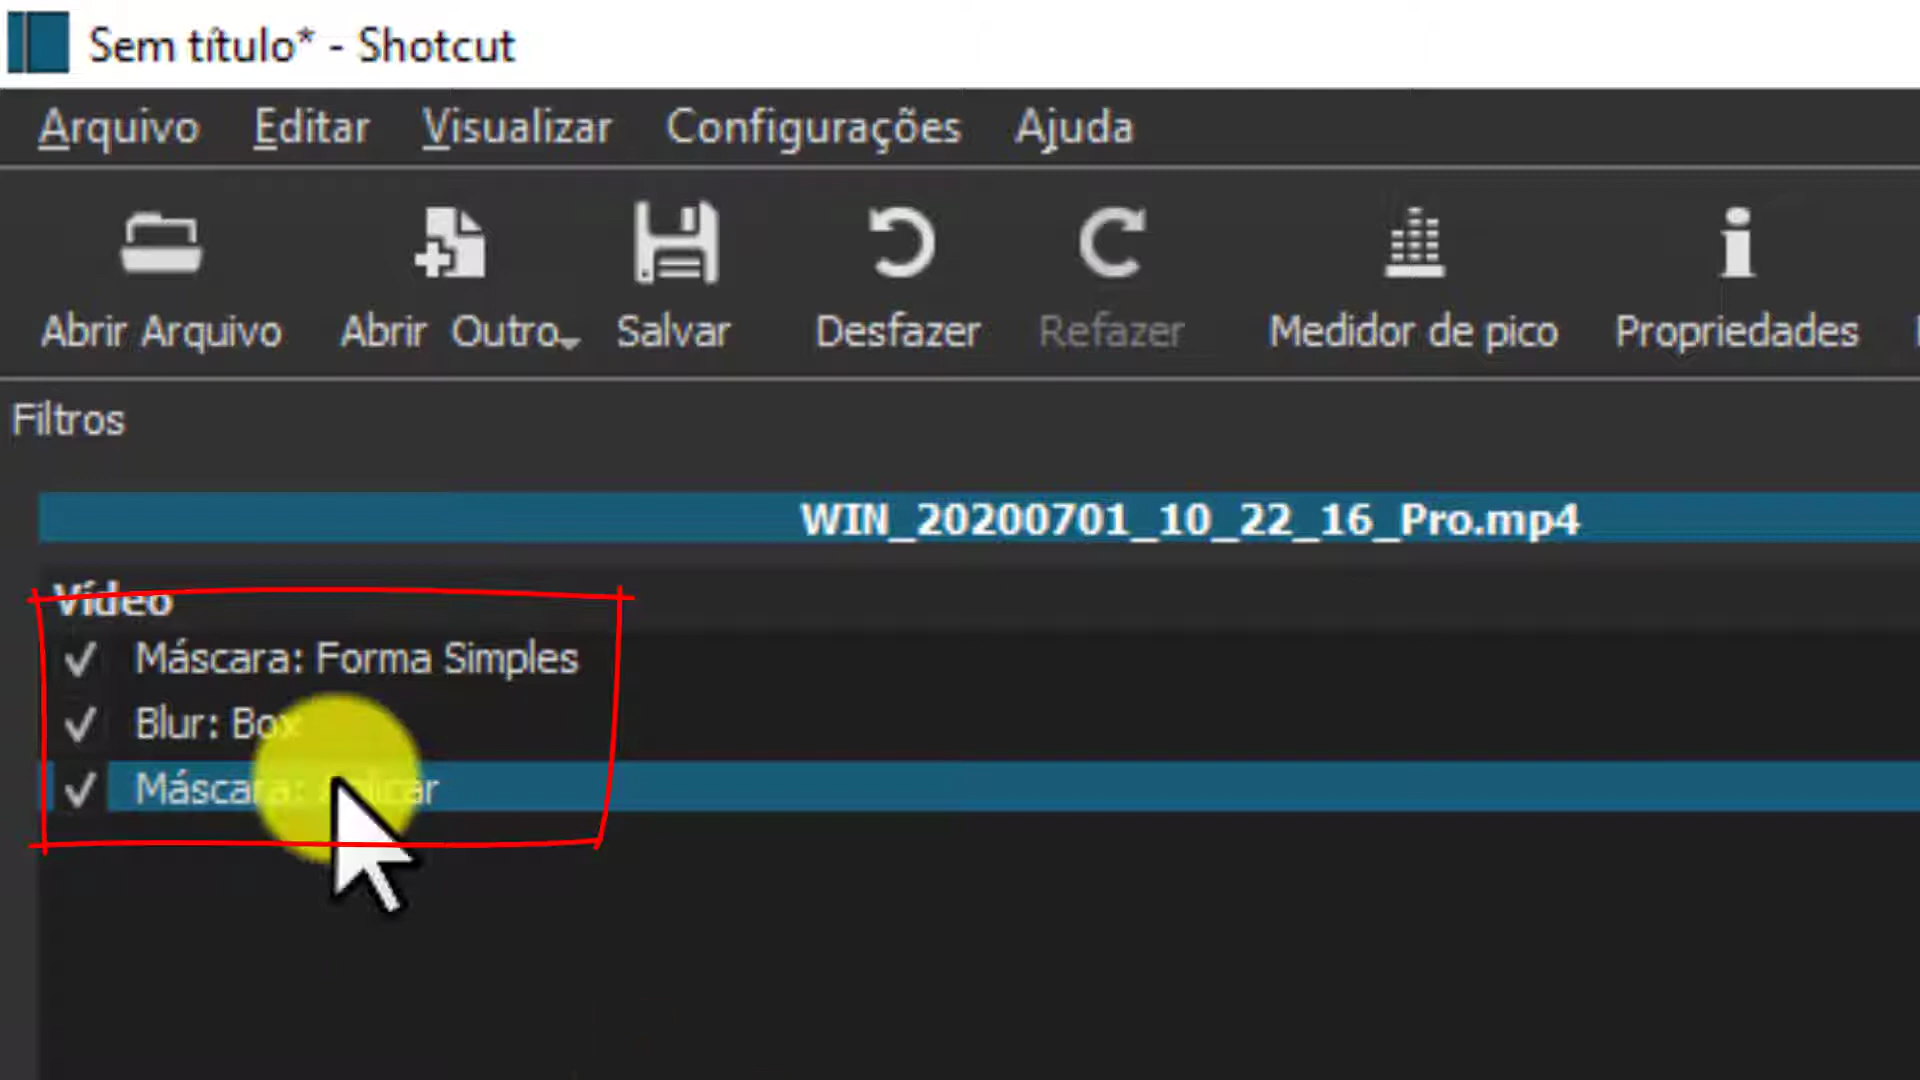 Sem título* - Shotcut
Arquivo Editar Visualizar Configurações Ajuda
Abrir Arquivo Abrir Outro Salvar Desfazer Refazer Medidor de pico Propriedades
Filtros
WIN_20200701_10_22_16_Pro.mp4
Vídeo
Máscara: Forma Simples
Blur: Box
Máscara: Aplicar